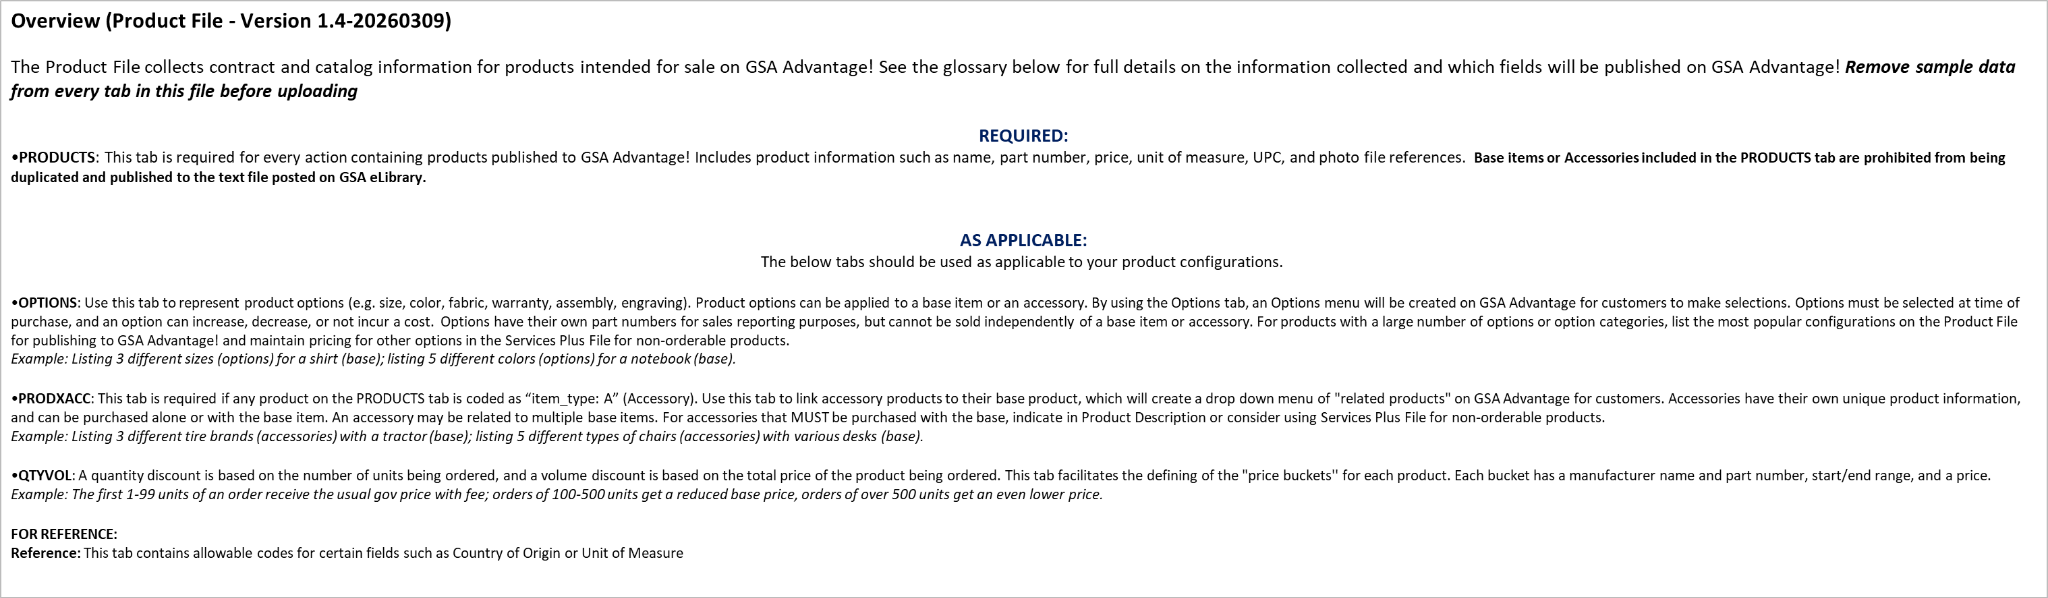 Overview (Product File - Version 1.4-20260309)
The Product File collects contract and catalog information for products intended for sale on GSA Advantage! See the glossary below for full details on the information collected and which fields will be published on GSA Advantage! Remove sample data
from every tab in this file before uploading
REQUIRED:
•PRODUCTS: This tab is required for every action containing products published to GSA Advantage! Includes product information such as name, part number, price, unit of measure, UPC, and photo file references.  Base items or Accessories included in the PRODUCTS tab are prohibited from being
duplicated and published to the text file posted on GSA eLibrary.
AS APPLICABLE:
The below tabs should be used as applicable to your product configurations.
•OPTIONS: Use this tab to represent product options (e.g. size, color, fabric, warranty, assembly, engraving). Product options can be applied to a base item or an accessory. By using the Options tab, an Options menu will be created on GSA Advantage for customers to make selections. Options must be selected at time of
purchase, and an option can increase, decrease, or not incur a cost.  Options have their own part numbers for sales reporting purposes, but cannot be sold independently of a base item or accessory. For products with a large number of options or option categories, list the most popular configurations on the Product File
for publishing to GSA Advantage! and maintain pricing for other options in the Services Plus File for non-orderable products.
Example: Listing 3 different sizes (options) for a shirt (base); listing 5 different colors (options) for a notebook (base).
•PRODXACC: This tab is required if any product on the PRODUCTS tab is coded as “item_type: A” (Accessory). Use this tab to link accessory products to their base product, which will create a drop down menu of "related products" on GSA Advantage for customers. Accessories have their own unique product information,
and can be purchased alone or with the base item. An accessory may be related to multiple base items. For accessories that MUST be purchased with the base, indicate in Product Description or consider using Services Plus File for non-orderable products.
Example: Listing 3 different tire brands (accessories) with a tractor (base); listing 5 different types of chairs (accessories) with various desks (base).
•QTYVOL: A quantity discount is based on the number of units being ordered, and a volume discount is based on the total price of the product being ordered. This tab facilitates the defining of the "price buckets" for each product. Each bucket has a manufacturer name and part number, start/end range, and a price.
Example: The first 1-99 units of an order receive the usual gov price with fee; orders of 100-500 units get a reduced base price, orders of over 500 units get an even lower price.
FOR REFERENCE:
Reference: This tab contains allowable codes for certain fields such as Country of Origin or Unit of Measure